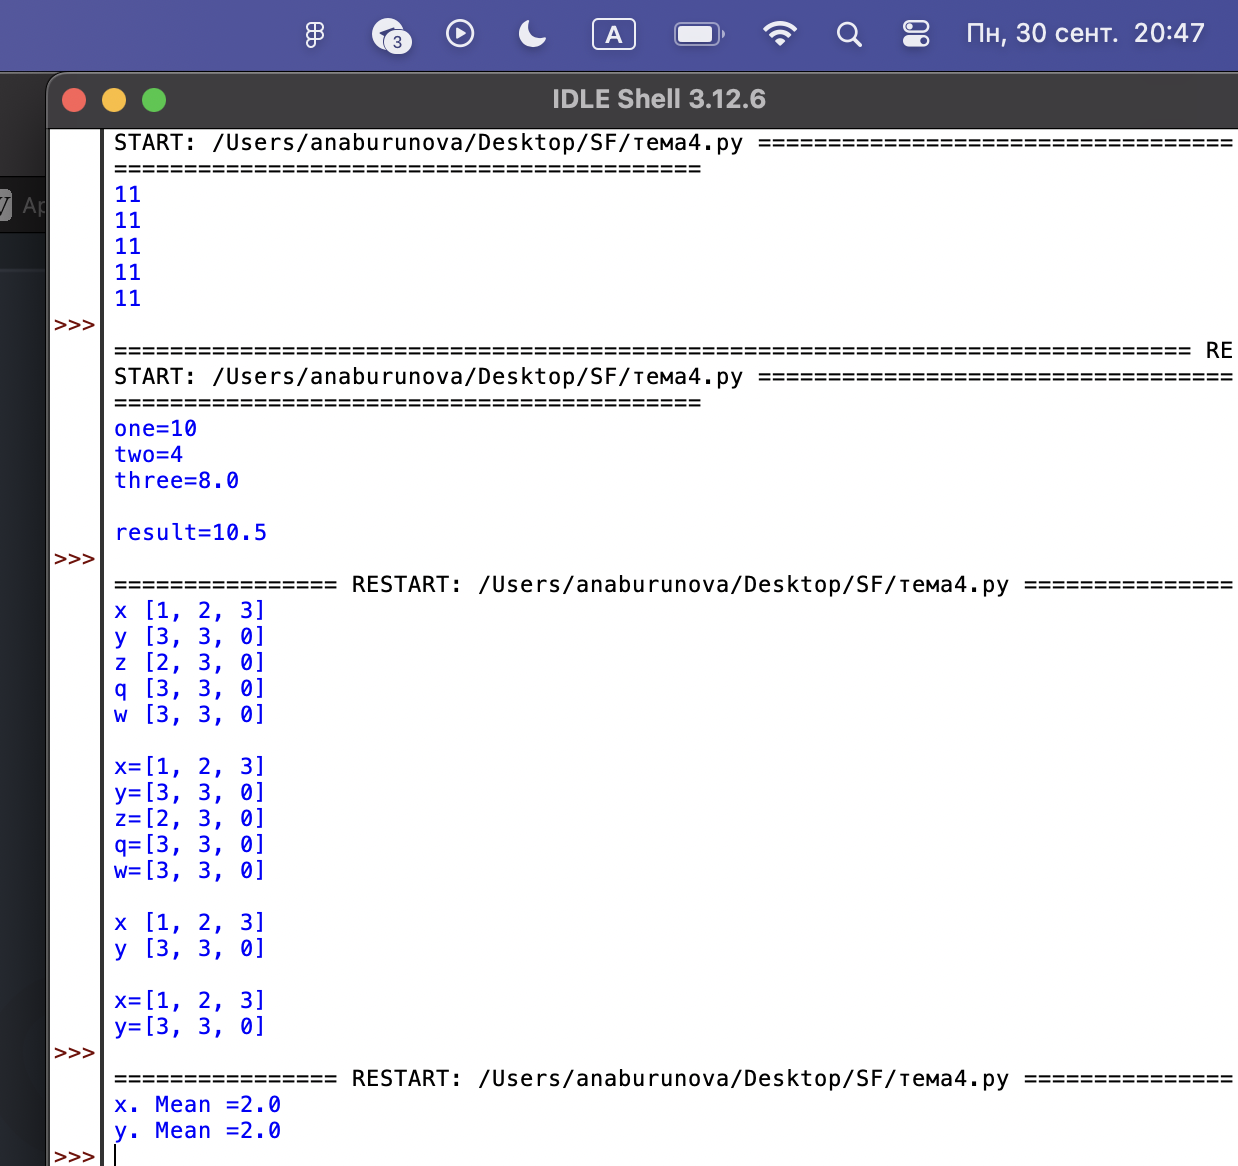 3
A
Пн, 30 сент. 20:47
IDLE Shell 3.12.6
Ap
START: /Users/anaburunova/Desktop/SF/тема4.py ==================================
==========================================
11
11
11
11
11
>>>
============================================================================= RE
START: /Users/anaburunova/Desktop/SF/тема4.py ==================================
==========================================
one=10
two=4
three=8.0
result=10.5
>>>
================ RESTART: /Users/anaburunova/Desktop/SF/тема4.py ===============
x [1, 2, 3]
y [3, 3, 0]
z [2, 3, 0]
q [3, 3, 0]
w [3, 3, 0]
x=[1, 2, 3]
y=[3, 3, 0]
z=[2, 3, 0]
q=[3, 3, 0]
w=[3, 3, 0]
x [1, 2, 3]
y [3, 3, 0]
x=[1, 2, 3]
y=[3, 3, 0]
>>>
================ RESTART: /Users/anaburunova/Desktop/SF/тема4.py ===============
x. Mean =2.0
y. Mean =2.0
>>>